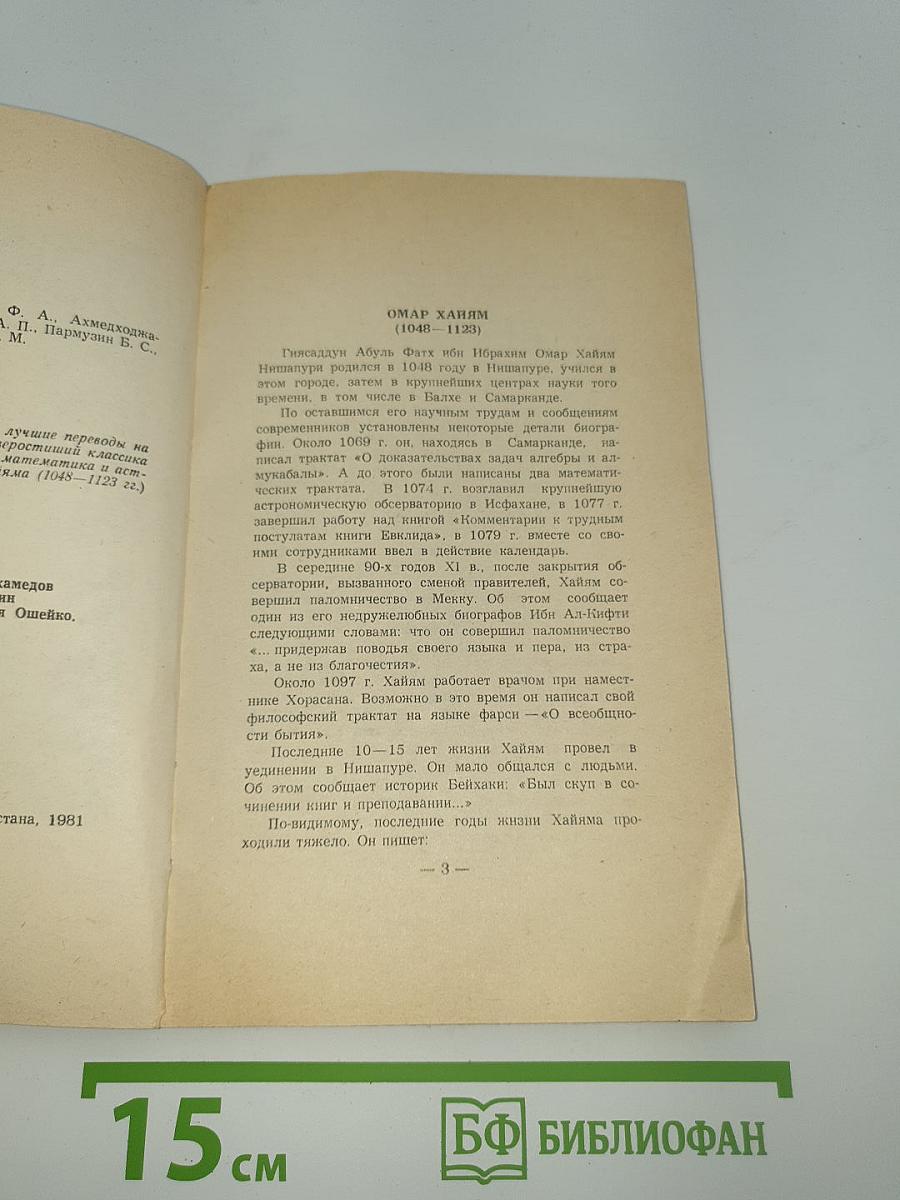 Ф. А., Ахмедходжа-
А. П., Пармузин Б. С.,
М.
лучшие переводы на
классика
математика и аст-
(1048—1123 гг.)
Ошейко.
1981
ОМАР ХАЙЯМ
(1048—1123)
Гиясаддун Абуль Фатх ибн Ибрахим Омар Хайям
Нишапури родился в 1048 году в Нишапуре, учился в
этом городе, затем в крупнейших центрах науки того
времени, в том числе в Балхе и Самарканде.
По оставшимся его научным трудам и сообщениям
современников установлены некоторые детали биогра-
фии. Около 1069 г. он, находясь в Самарканде, на-
писал трактат «О доказательствах задач алгебры и ал-
мукабалы». А до этого были написаны два математи-
ческих трактата. В 1074 г. возглавил крупнейшую
астрономическую обсерваторию в Исфахане, в 1077 г.
завершил работу над книгой «Комментарии к трудным
постулатам книги Евклида», в 1079 г. вместе со сво-
ими сотрудниками ввел в действие календарь.
В середине 90-х годов XI в., после закрытия об-
серватории, вызванного сменой правителей, Хайям со-
вершил паломничество в Мекку. Об этом сообщает
один из его недружелюбных биографов Ибн Ал-Кифти
следующими словами: что он совершил паломничество
«... придержав поводья своего языка и пера, из стра-
ха, а не из благочестия».
Около 1097 г. Хайям работает врачом при намест-
нике Хорасана. Возможно в это время он написал свой
философский трактат на языке фарси — «О всеобщно-
сти бытия».
Последние 10—15 лет жизни Хайям провел в
уединении в Нишапуре. Он мало общался с людьми.
Об этом сообщает историк Бейхаки: «Был скуп в со-
чинении книг и преподавании...»
По-видимому, последние годы жизни Хайяма про-
ходили тяжело. Он пишет:
— 3 —
15 см
БФ БИБЛИОФАН